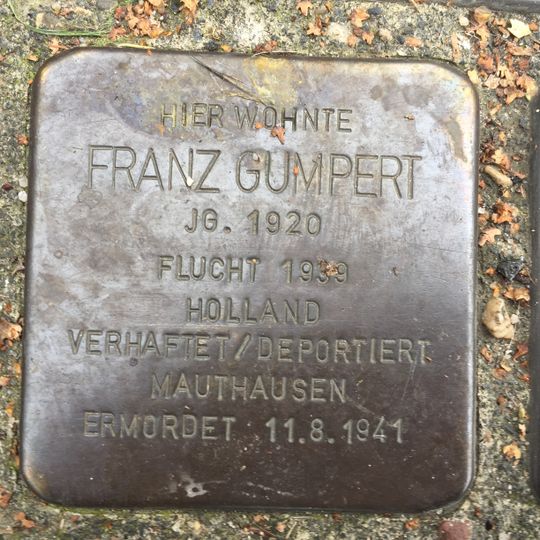 HIER WOHNTE
FRANZ GUMPERT
JG. 1920
FLUCHT 1939
HOLLAND
VERHAFTET/DEPORTIERT
MAUTHAUSEN
ERMORDET 11.8.1941